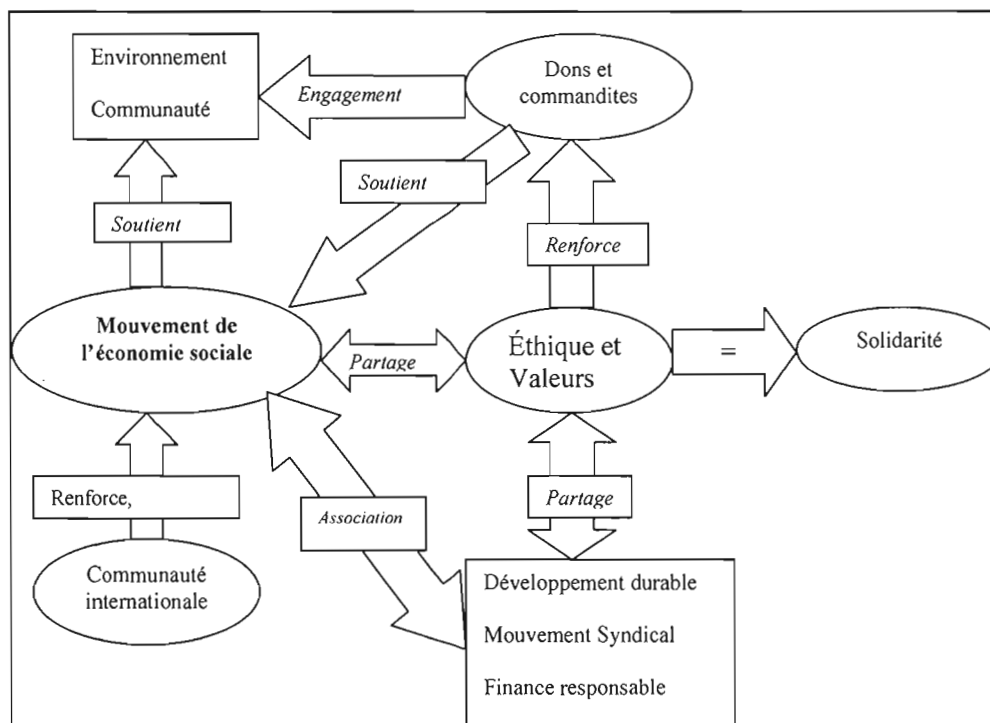 Environnement
Communauté
Engagement
Dons et
commandites
Soutient
Soutient
Renforce
Mouvement de
l'économie sociale
Partage
Éthique et
Valeurs
=
Solidarité
Renforce,
Association
Partage
Communauté
internationale
Développement durable
Mouvement Syndical
Finance responsable